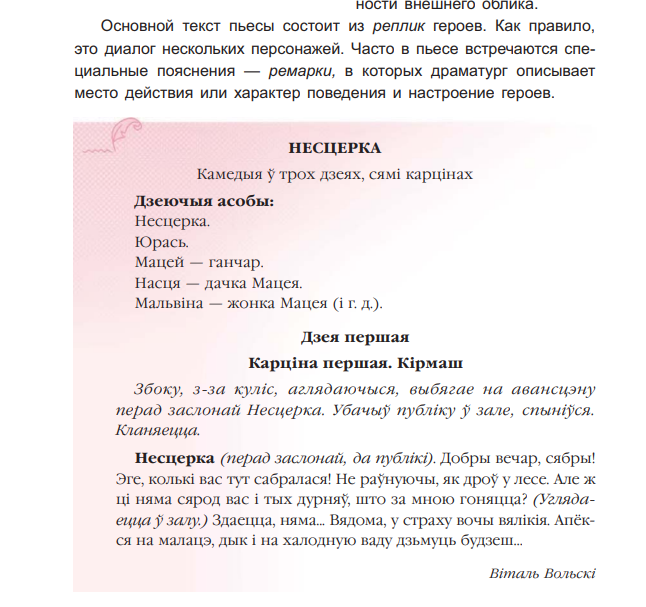 ности внешнего облика.
Основной текст пьесы состоит из реплик героев. Как правило,
это диалог нескольких персонажей. Часто в пьесе встречаются спе-
циальные пояснения — ремарки, в которых драматург описывает
место действия или характер поведения и настроение героев.
НЕСЦЕРКА
Камедыя ў трох дзеях, сямі карцінах
Дзеючыя асобы:
Несцерка.
Юрась.
Мацей — ганчар.
Насця — дачка Мацея.
Мальвіна — жонка Мацея (і г. д.).
Дзея першая
Карціна першая. Кірмаш
Збоку, з-за куліс, аглядаючыся, выбягае на авансцэну
перад заслонай Несцерка. Убачыў публіку ў зале, спыніўся.
Кланяецца.
Несцерка (перад заслонай, да публікі). Добры вечар, сябры!
Эге, колькі вас тут сабралася! Не раўнуючы, як дроў у лесе. Але ж
ці няма сярод вас і тых дурняў, што за мною гоняцца? (Угляда-
ецца ў залу.) Здаецца, няма... Вядома, у страху вочы вялікія. Апёк-
ся на малацэ, дык і на халодную ваду дзьмуць будзеш...
Віталь Вольскі